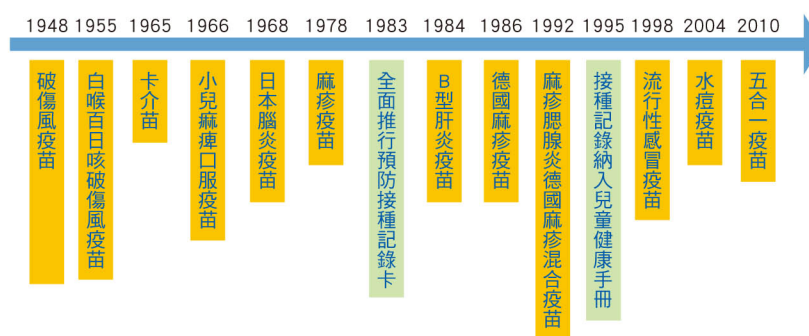 1948 1955 1965 1966 1968 1978 1983 1984 1986 1992 1995 1998 2004 2010
破傷風疫苗
白喉百日咳破傷風疫苗
卡介苗
小兒麻痺口服疫苗
日本腦炎疫苗
麻疹疫苗
全面推行預防接種記錄卡
B型肝炎疫苗
德國麻疹疫苗
麻疹腮腺炎德國麻疹混合疫苗
接種記錄納入兒童健康手冊
流行性感冒疫苗
水痘疫苗
五合一疫苗